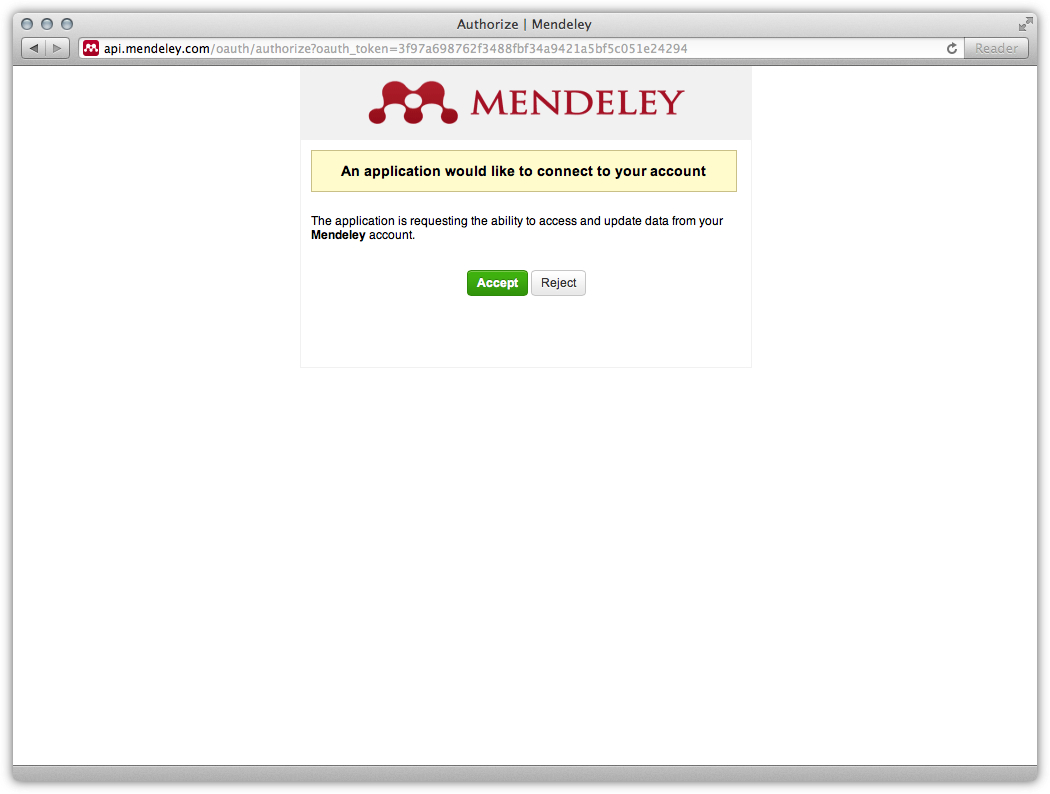 Authorize | Mendeley
api.mendeley.com/oauth/authorize?oauth_token=3f97a698762f3488fbf34a9421a5bf5c051e24294
Reader
MENDELEY
An application would like to connect to your account
The application is requesting the ability to access and update data from your
Mendeley account.
Accept Reject